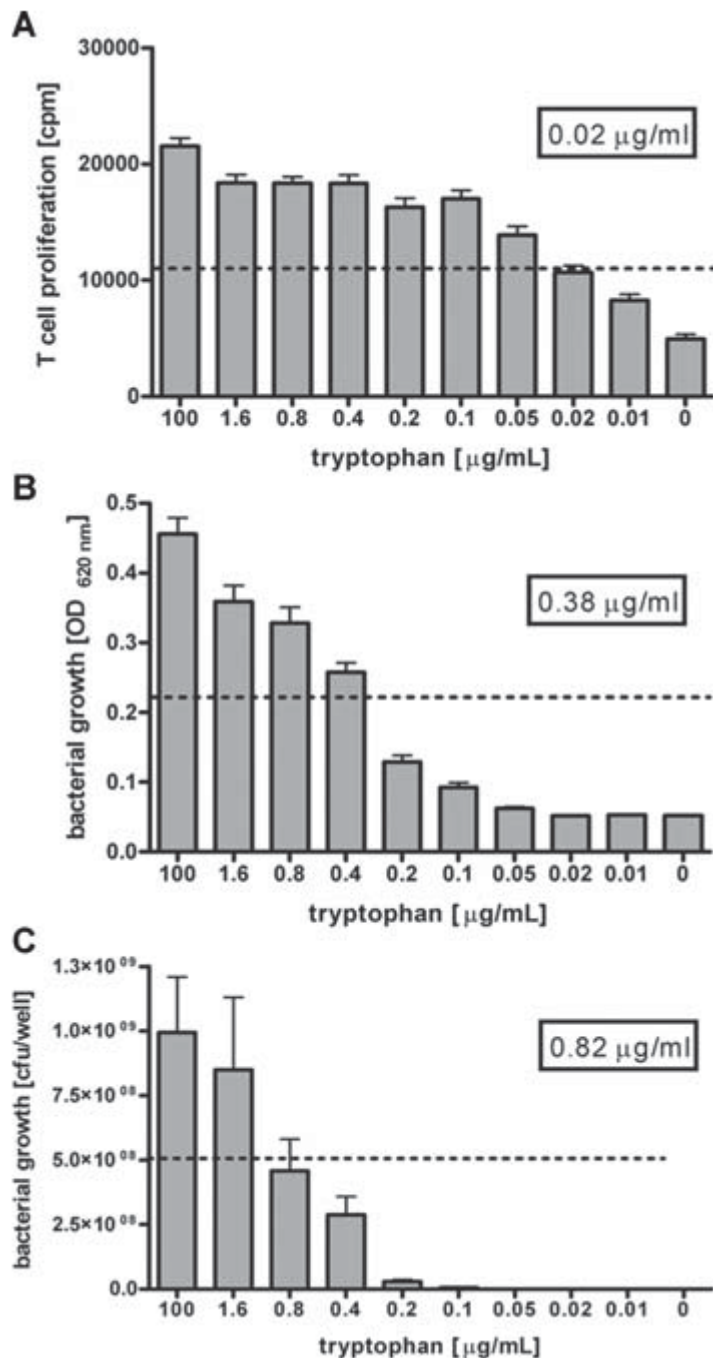 A
T cell proliferation [cpm]
30000
20000
10000
0
0.02 μg/ml
100 1.6 0.8 0.4 0.2 0.1 0.05 0.02 0.01 0
tryptophan [μg/mL]
B
bacterial growth [OD 620 nm]
0.5
0.4
0.3
0.2
0.1
0.0
0.38 μg/ml
100 1.6 0.8 0.4 0.2 0.1 0.05 0.02 0.01 0
tryptophan [μg/mL]
C
bacterial growth [cfu/well]
1.3×10⁰⁹
1.0×10⁰⁹
7.5×10⁰⁸
5.0×10⁰⁸
2.5×10⁰⁸
0.0
0.82 μg/ml
100 1.6 0.8 0.4 0.2 0.1 0.05 0.02 0.01 0
tryptophan [μg/mL]